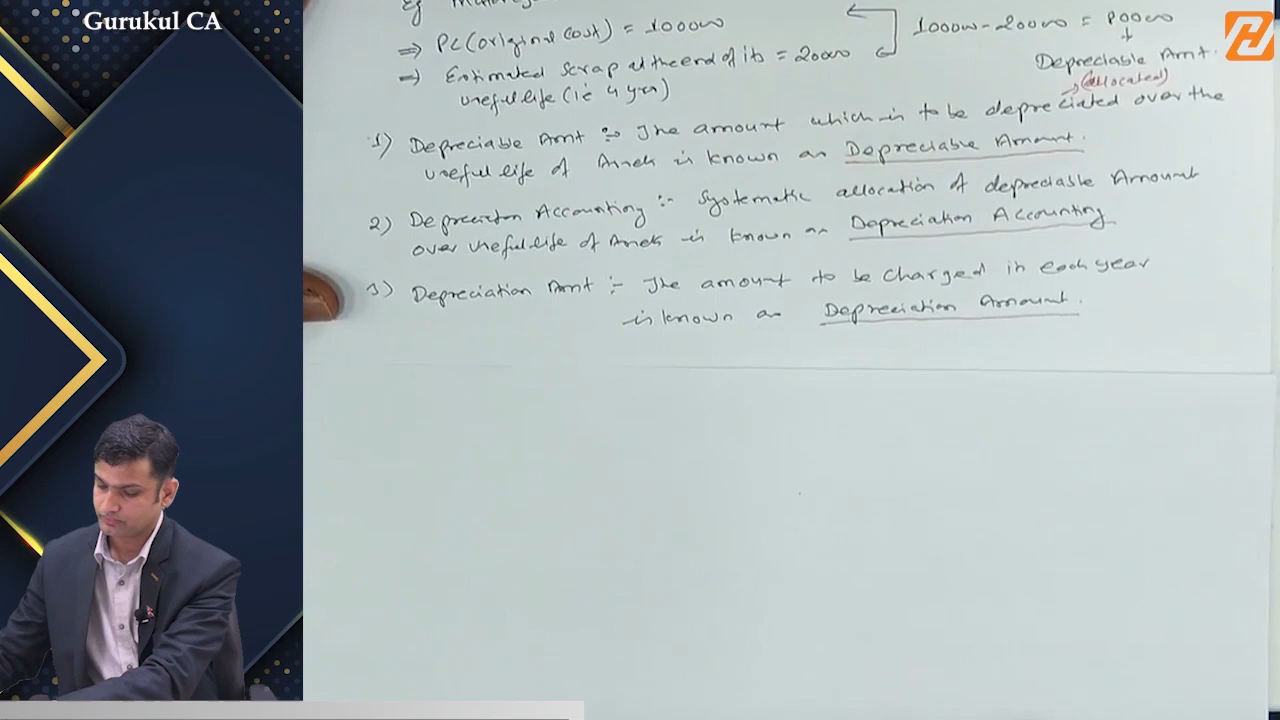 Gurukul CA
Eg
⇒ PC (original cost) = 100000
100000 - 20000 = 80000
⇒ Estimated scrap at the end of its = 20000
useful life (i.e 4 yrs)
Depreciable Amt.
(allocated)
1) Depreciable Amt :- The amount which is to be depreciated over the
useful life of Assets is known as Depreciable Amount.
2) Depreciation Accounting :- Systematic allocation of depreciable Amount
over useful life of Assets is known as Depreciation Accounting
3) Depreciation Amt :- The amount to be charged in each year
is known as Depreciation Amount.